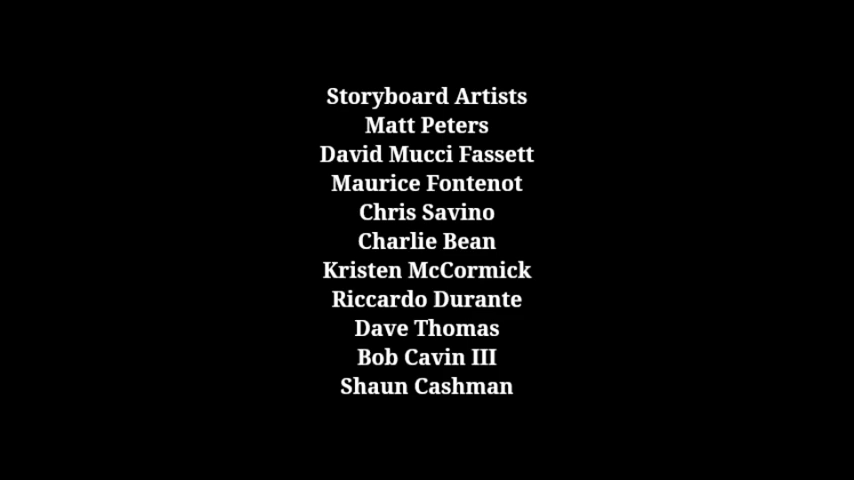 Storyboard Artists
Matt Peters
David Mucci Fassett
Maurice Fontenot
Chris Savino
Charlie Bean
Kristen McCormick
Riccardo Durante
Dave Thomas
Bob Cavin III
Shaun Cashman